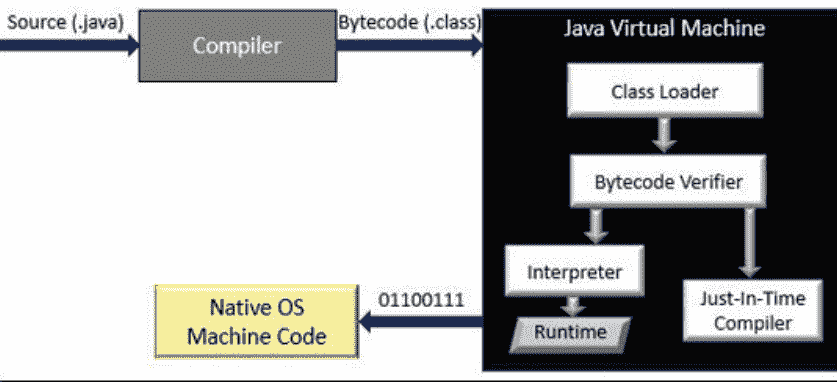 Source (.java)
Compiler
Bytecode (.class)
Java Virtual Machine
Class Loader
Bytecode Verifier
Interpreter
Just-In-Time
Compiler
Runtime
01100111
Native OS
Machine Code